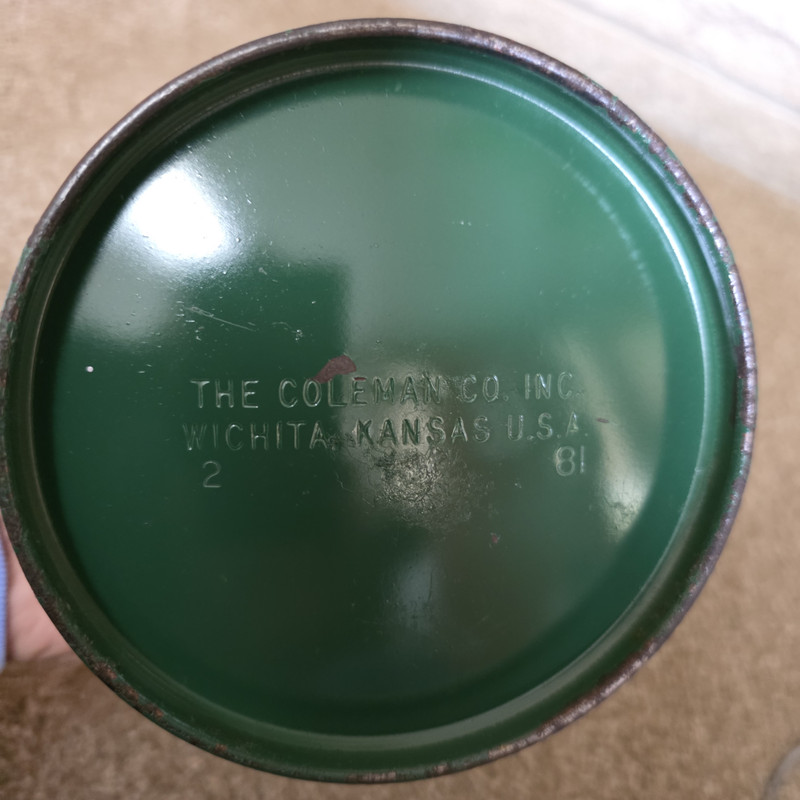 THE COLEMAN CO. INC.
WICHITA, KANSAS U.S.A.
2 81